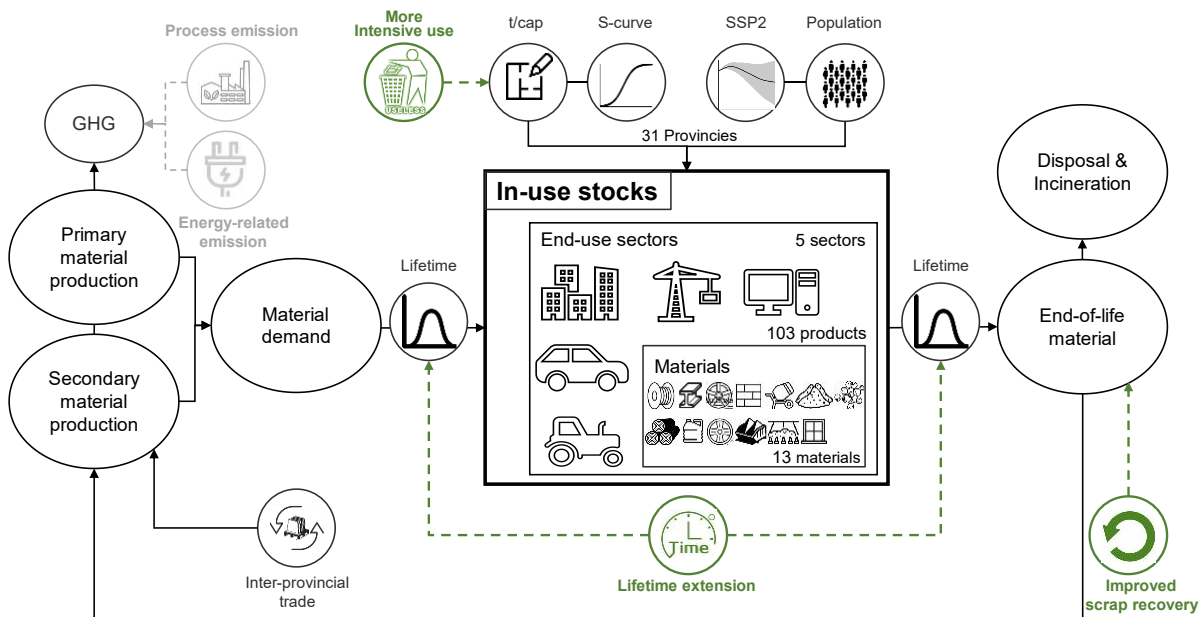 Process emission
More
Intensive use
t/cap
S-curve
SSP2
Population
USELESS
GHG
31 Provincies
Disposal &
Incineration
In-use stocks
Energy-related
emission
Primary
material
production
End-use sectors
5 sectors
Lifetime
Lifetime
Material
demand
End-of-life
material
103 products
Materials
Secondary
material
production
13 materials
Time
Inter-provincial
trade
Lifetime extension
Improved
scrap recovery